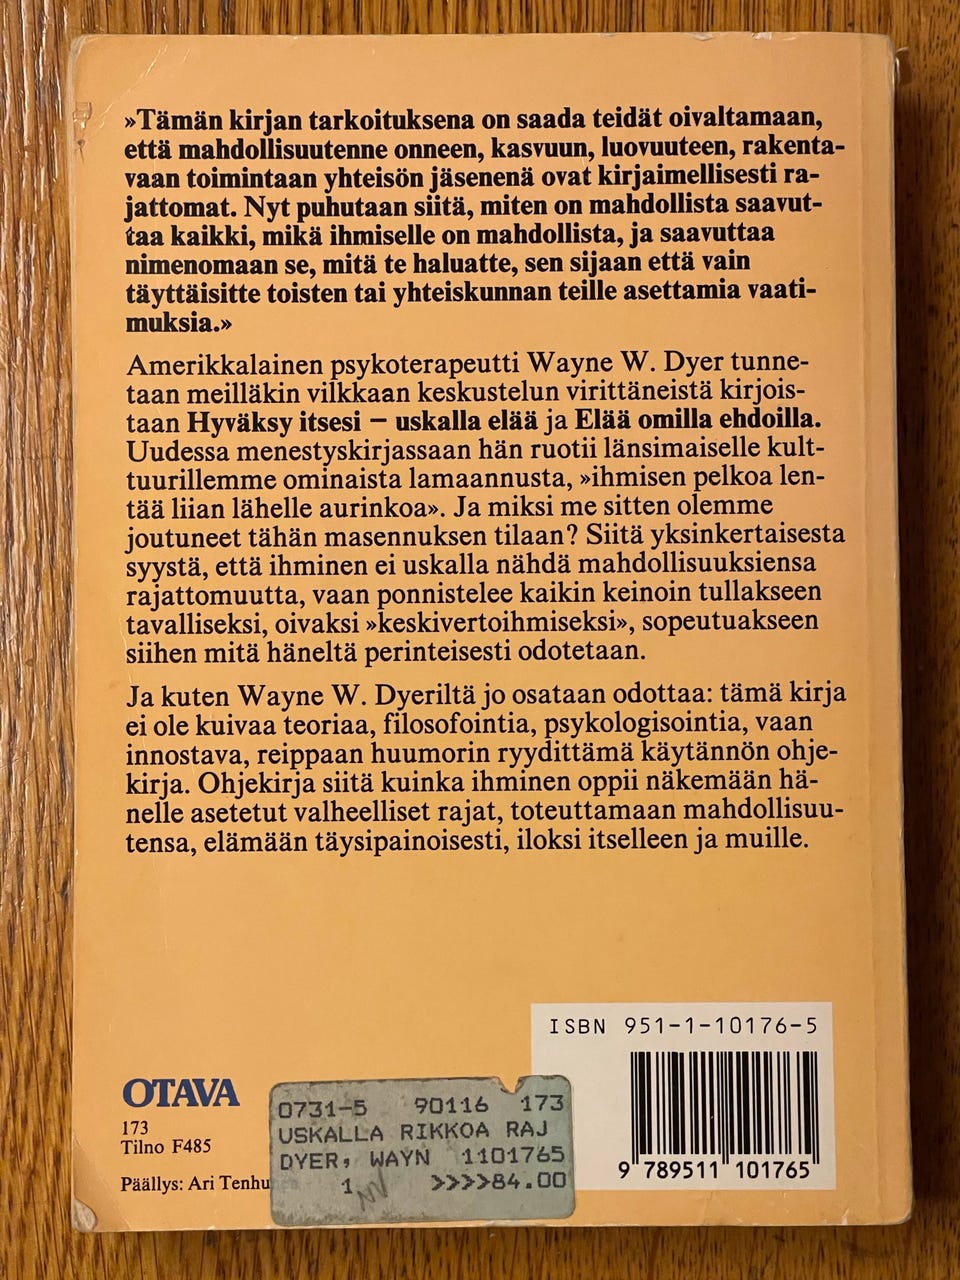 »Tämän kirjan tarkoituksena on saada teidät oivaltamaan,
että mahdollisuutenne onneen, kasvuun, luovuuteen, rakenta-
vaan toimintaan yhteisön jäsenenä ovat kirjaimellisesti ra-
jattomat. Nyt puhutaan siitä, miten on mahdollista saavut-
taa kaikki, mikä ihmiselle on mahdollista, ja saavuttaa
nimenomaan se, mitä te haluatte, sen sijaan että vain
täyttäisitte toisten tai yhteiskunnan teille asettamia vaati-
muksia.»
Amerikkalainen psykoterapeutti Wayne W. Dyer tunne-
taan meilläkin vilkkaan keskustelun virittäneistä kirjois-
taan Hyväksy itsesi – uskalla elää ja Elää omilla ehdoilla.
Uudessa menestyskirjassaan hän ruotii länsimaiselle kult-
tuurillemme ominaista lamaannusta, »ihmisen pelkoa len-
tää liian lähelle aurinkoa». Ja miksi me sitten olemme
joutuneet tähän masennuksen tilaan? Siitä yksinkertaisesta
syystä, että ihminen ei uskalla nähdä mahdollisuuksiensa
rajattomuutta, vaan ponnistelee kaikin keinoin tullakseen
tavalliseksi, oivaksi »keskivertoihmiseksi», sopeutuakseen
siihen mitä häneltä perinteisesti odotetaan.
Ja kuten Wayne W. Dyeriltä jo osataan odottaa: tämä kirja
ei ole kuivaa teoriaa, filosofointia, psykologisointia, vaan
innostava, reippaan huumorin ryydittämä käytännön ohje-
kirja. Ohjekirja siitä kuinka ihminen oppii näkemään hä-
nelle asetetut valheelliset rajat, toteuttamaan mahdollisuu-
tensa, elämään täysipainoisesti, iloksi itselleen ja muille.
ISBN 951-1-10176-5
9 789511 101765
OTAVA
173
Tilno F485
Päällys: Ari Tenhu
0731-5 90116 173
USKALLA RIKKOA RAJ
DYER, WAYN 1101765
1 >>>>84.00